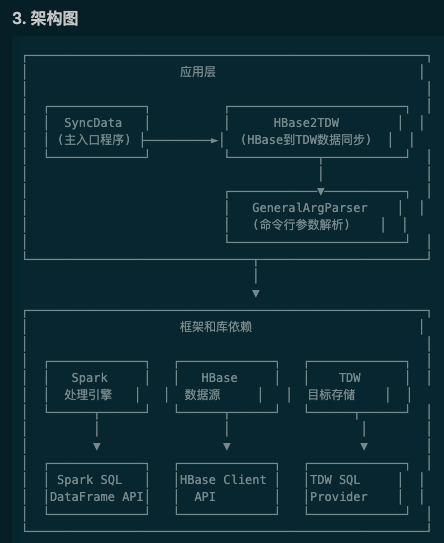 3. 架构图
应用层
SyncData HBase2TDW
(主入口程序) (HBase到TDW数据同步)
GeneralArgParser
(命令行参数解析)
框架和库依赖
Spark HBase TDW
处理引擎 数据源 目标存储
Spark SQL HBase Client TDW SQL
DataFrame API API Provider